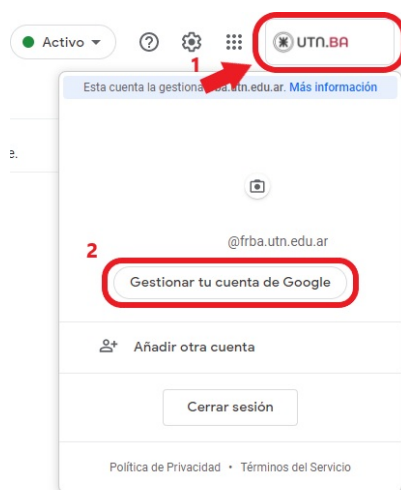 Activo
UTN.BA
1
Esta cuenta la gestiona .utn.edu.ar. Más información
e.
@frba.utn.edu.ar
2
Gestionar tu cuenta de Google
Añadir otra cuenta
Cerrar sesión
Política de Privacidad • Términos del Servicio